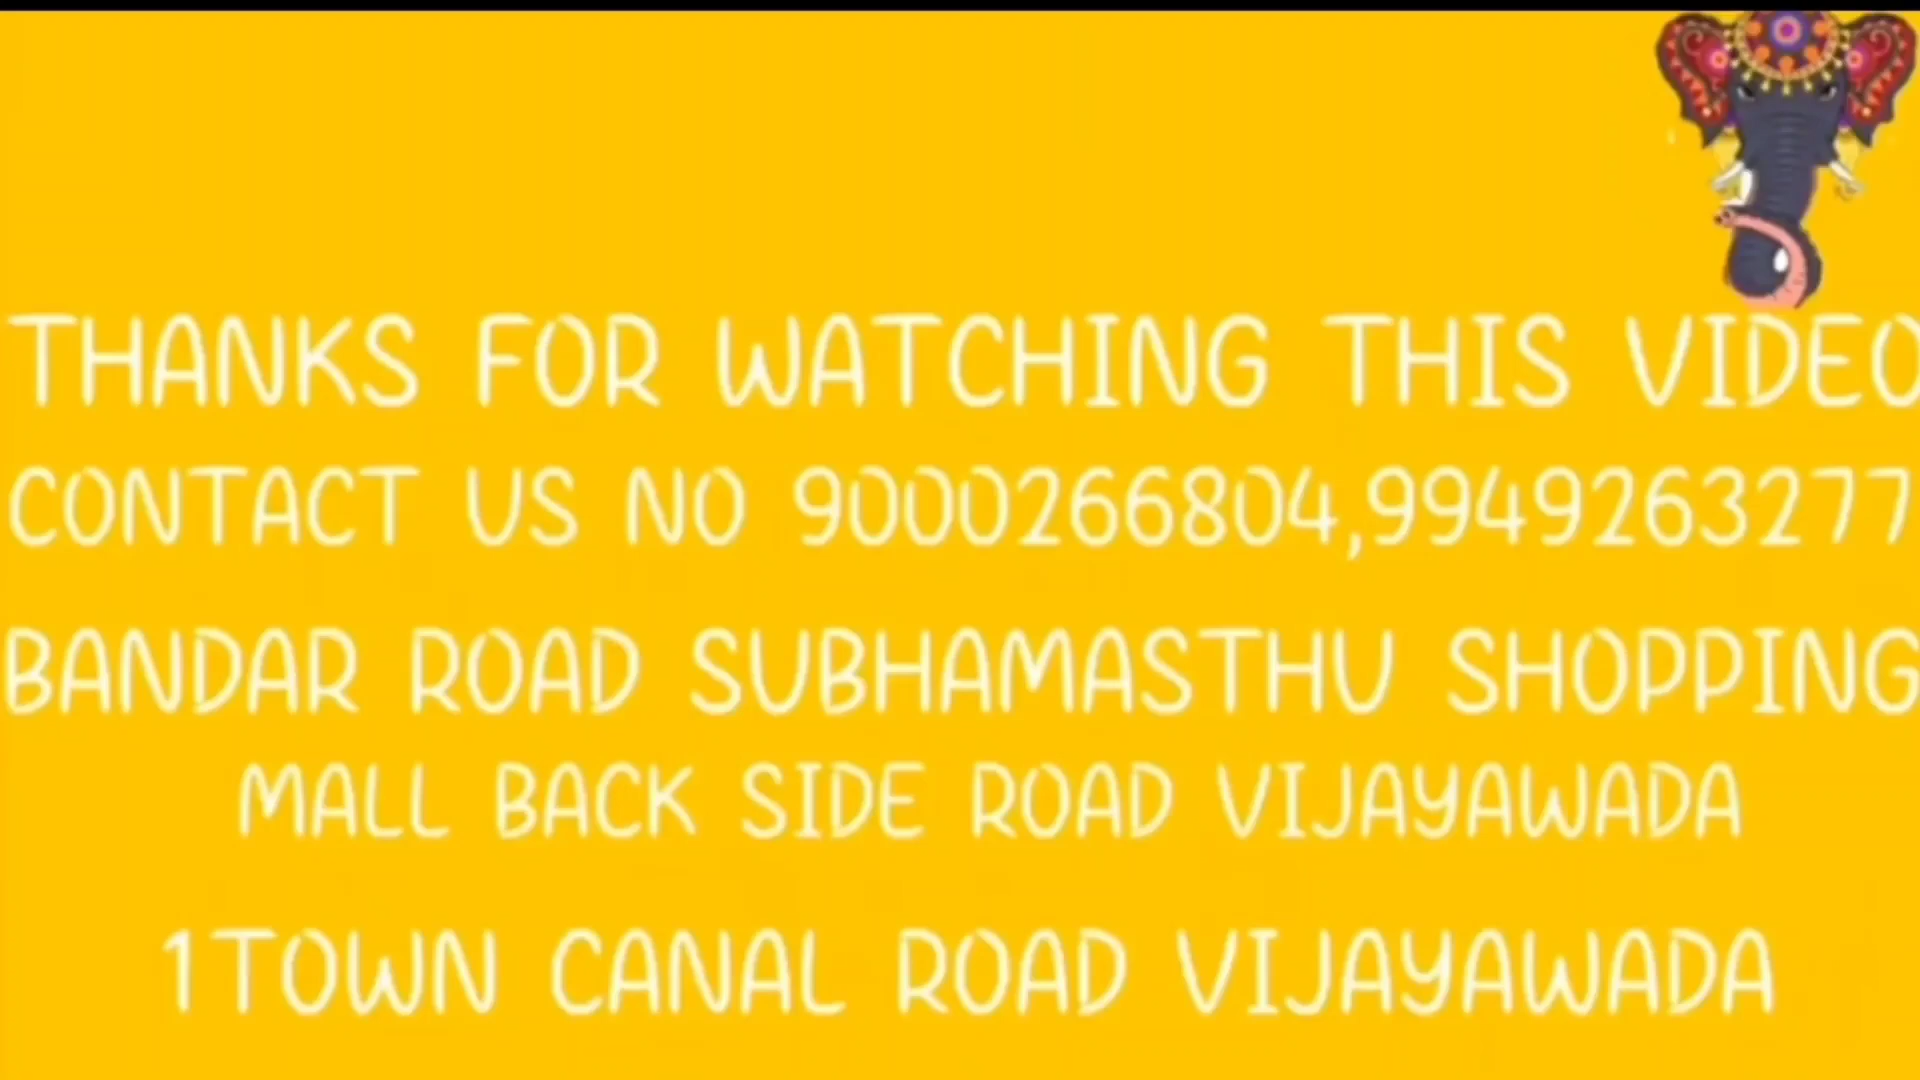 THANKS FOR WATCHING THIS VIDEO
CONTACT US NO 9000266804,9949263277
BANDAR ROAD SUBHAMASTHU SHOPPING
MALL BACK SIDE ROAD VIJAYAWADA
1TOWN CANAL ROAD VIJAYAWADA